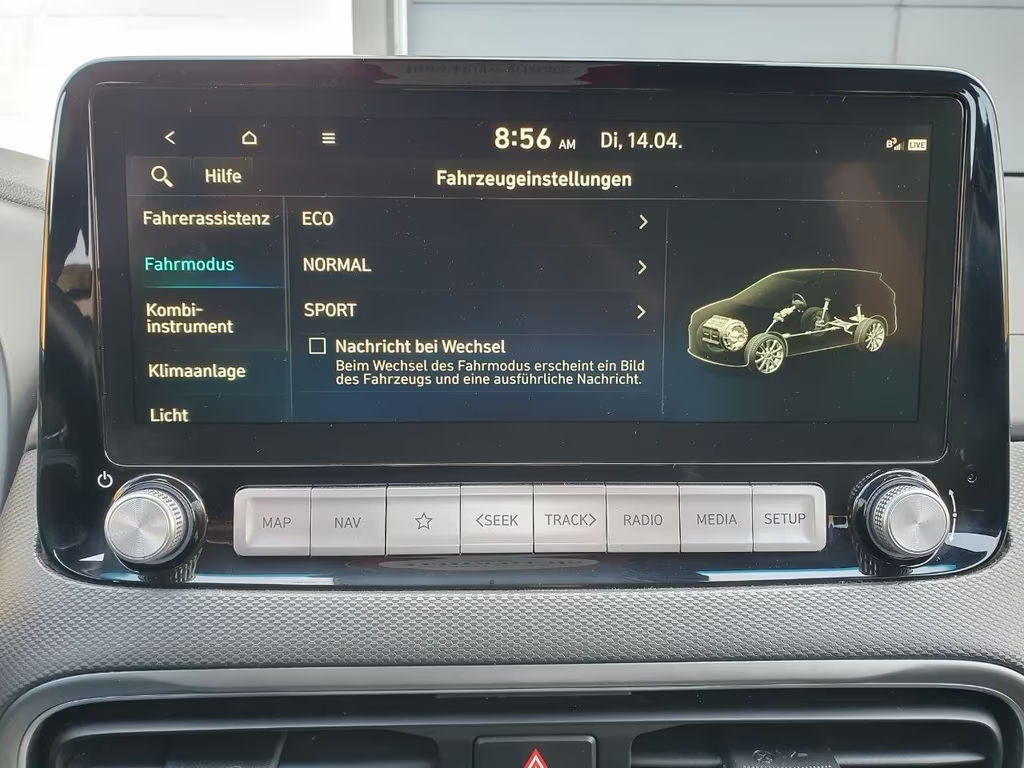 8:56 AM Di, 14.04.
LIVE
Hilfe
Fahrzeugeinstellungen
Fahrerassistenz
Fahrmodus
Kombi-
instrument
Klimaanlage
Licht
ECO
NORMAL
SPORT
Nachricht bei Wechsel
Beim Wechsel des Fahrmodus erscheint ein Bild
des Fahrzeugs und eine ausführliche Nachricht.
MAP NAV <SEEK TRACK> RADIO MEDIA SETUP